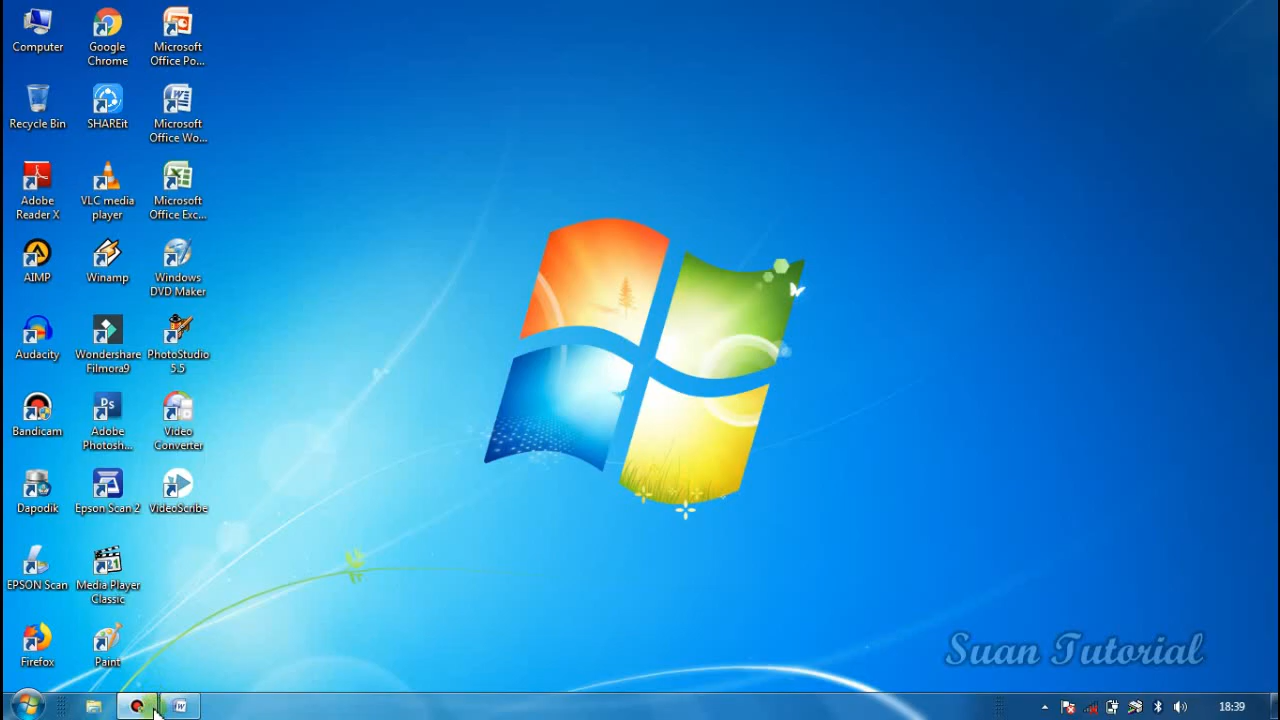 Computer
Google
Chrome
Microsoft
Office Po...
Recycle Bin
SHAREit
Microsoft
Office Wo...
Adobe
Reader X
VLC media
player
Microsoft
Office Exc...
AIMP
Winamp
Windows
DVD Maker
Audacity
Wondershare
Filmora9
PhotoStudio
5.5
Bandicam
Ps
Adobe
Photosh...
Video
Converter
Dapodik
Epson Scan 2
VideoScribe
EPSON Scan
321
Media Player
Classic
Firefox
Paint
Suan Tutorial
W
18:39